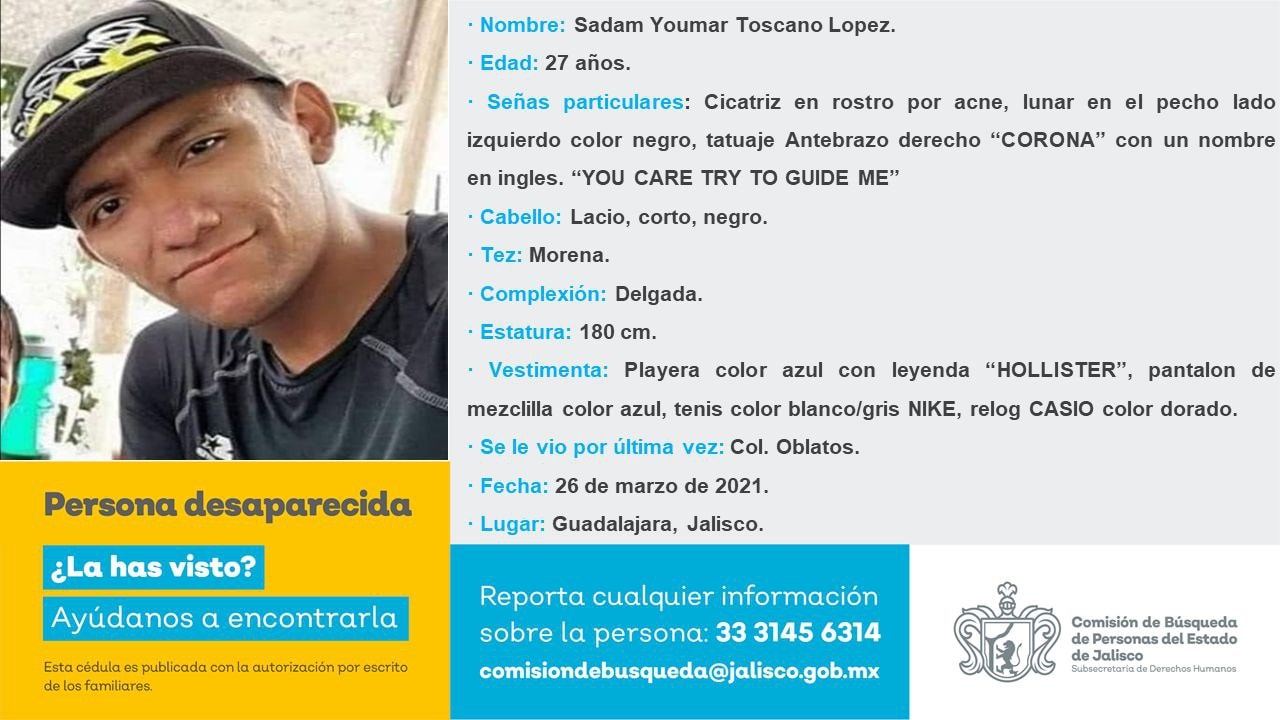 · Nombre: Sadam Youmar Toscano Lopez.
· Edad: 27 años.
· Señas particulares: Cicatriz en rostro por acne, lunar en el pecho lado
izquierdo color negro, tatuaje Antebrazo derecho “CORONA” con un nombre
en ingles. “YOU CARE TRY TO GUIDE ME”
· Cabello: Lacio, corto, negro.
· Tez: Morena.
· Complexión: Delgada.
· Estatura: 180 cm.
· Vestimenta: Playera color azul con leyenda “HOLLISTER”, pantalon de
mezclilla color azul, tenis color blanco/gris NIKE, relog CASIO color dorado.
· Se le vio por última vez: Col. Oblatos.
· Fecha: 26 de marzo de 2021.
· Lugar: Guadalajara, Jalisco.
Persona desaparecida
¿La has visto?
Ayúdanos a encontrarla
Esta cédula es publicada con la autorización por escrito
de los familiares.
Reporta cualquier información
sobre la persona: 33 3145 6314
comisiondebusqueda@jalisco.gob.mx
Comisión de Búsqueda
de Personas del Estado
de Jalisco
Subsecretaría de Derechos Humanos